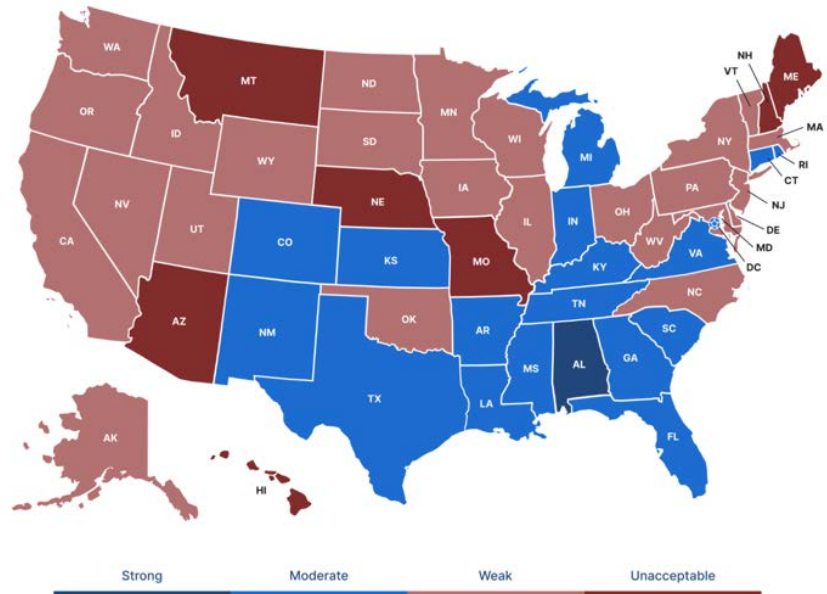 WA
MT
ND
MN
OR
ID
SD
WI
WY
MI
NH
VT
ME
NY
MA
RI
CT
NV
UT
NE
IA
PA
NJ
CA
CO
KS
MO
IL
IN
OH
WV
VA
DE
MD
DC
KY
NC
AZ
NM
OK
AR
TN
SC
TX
LA
MS
AL
GA
FL
AK
HI
Strong Moderate Weak Unacceptable